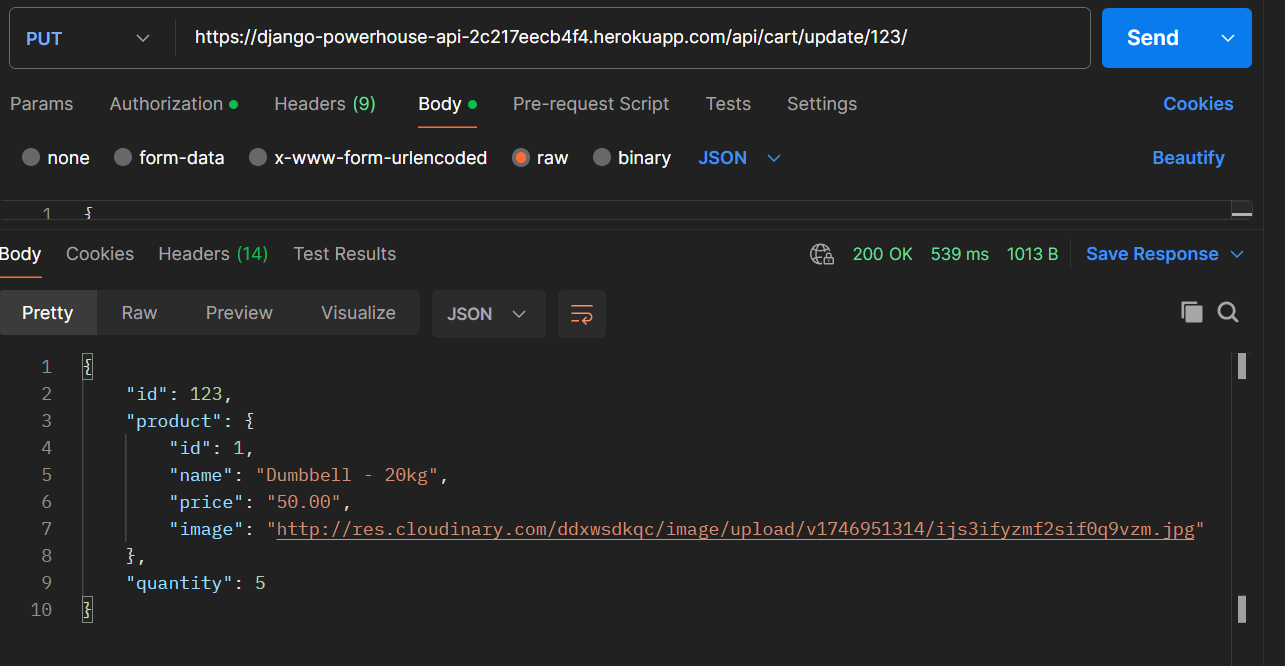 PUT https://django-powerhouse-api-2c217eecb4f4.herokuapp.com/api/cart/update/123/ Send
Params Authorization Headers (9) Body Pre-request Script Tests Settings Cookies
none form-data x-www-form-urlencoded raw binary JSON Beautify
1 {
Body Cookies Headers (14) Test Results 200 OK 539 ms 1013 B Save Response
Pretty Raw Preview Visualize JSON
1 {
2 "id": 123,
3 "product": {
4 "id": 1,
5 "name": "Dumbbell - 20kg",
6 "price": "50.00",
7 "image": "http://res.cloudinary.com/ddxwsdkqc/image/upload/v1746951314/ijs3ifyzmf2sif0q9vzm.jpg"
8 },
9 "quantity": 5
10 }